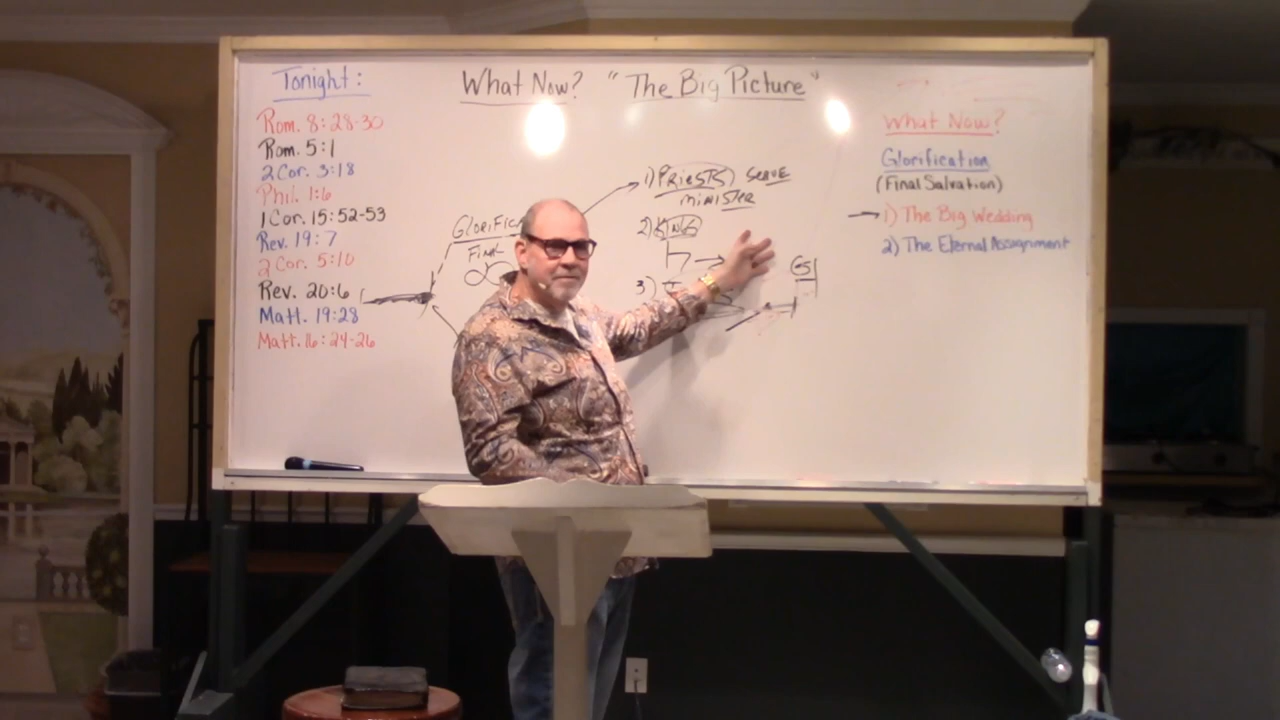 Tonight:
Rom. 8:28-30
Rom. 5:1
2 Cor. 3:18
Phil. 1:6
1 Cor. 15:52-53
Rev. 19:7
2 Cor. 5:10
Rev. 20:6
Matt. 19:28
Matt. 16:24-26
What Now? "The Big Picture"
1) Priests) Serve
minister
2) Kings
3)
Glorific
Final
What Now?
Glorification
(Final Salvation)
1) The Big Wedding
2) The Eternal Assignment